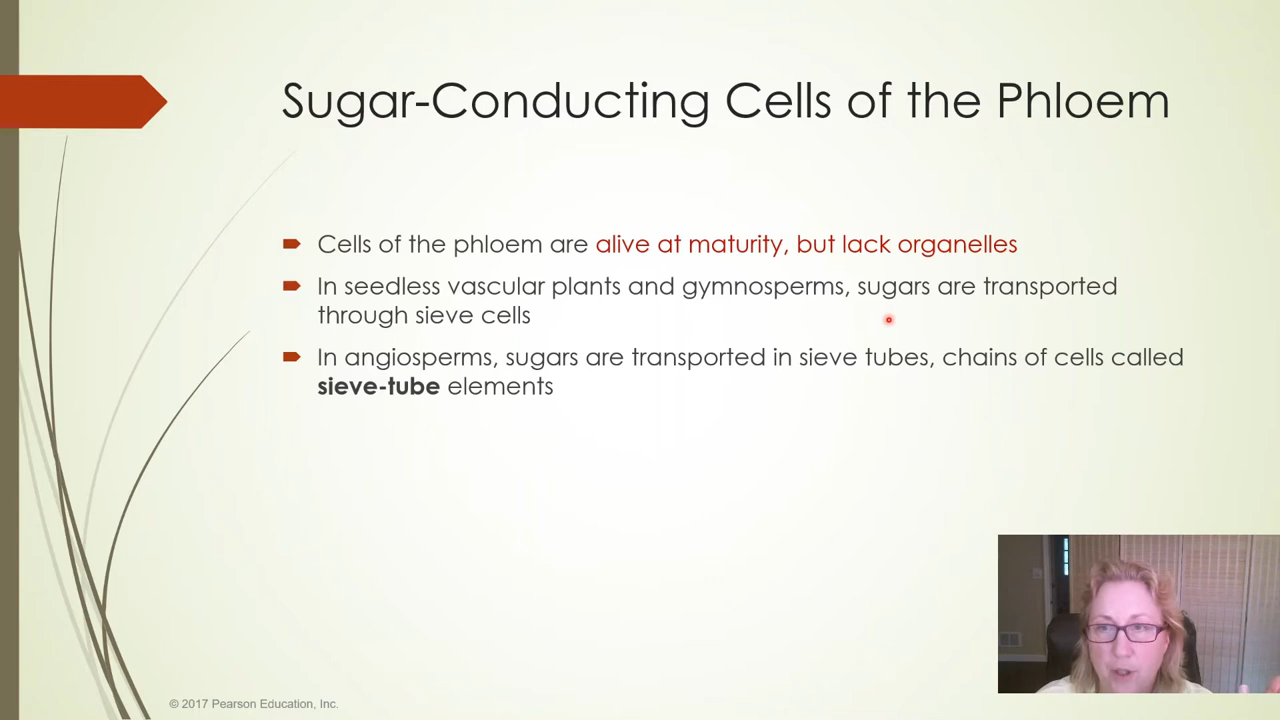 Sugar-Conducting Cells of the Phloem
Cells of the phloem are alive at maturity, but lack organelles
In seedless vascular plants and gymnosperms, sugars are transported
through sieve cells
In angiosperms, sugars are transported in sieve tubes, chains of cells called
sieve-tube elements
© 2017 Pearson Education, Inc.